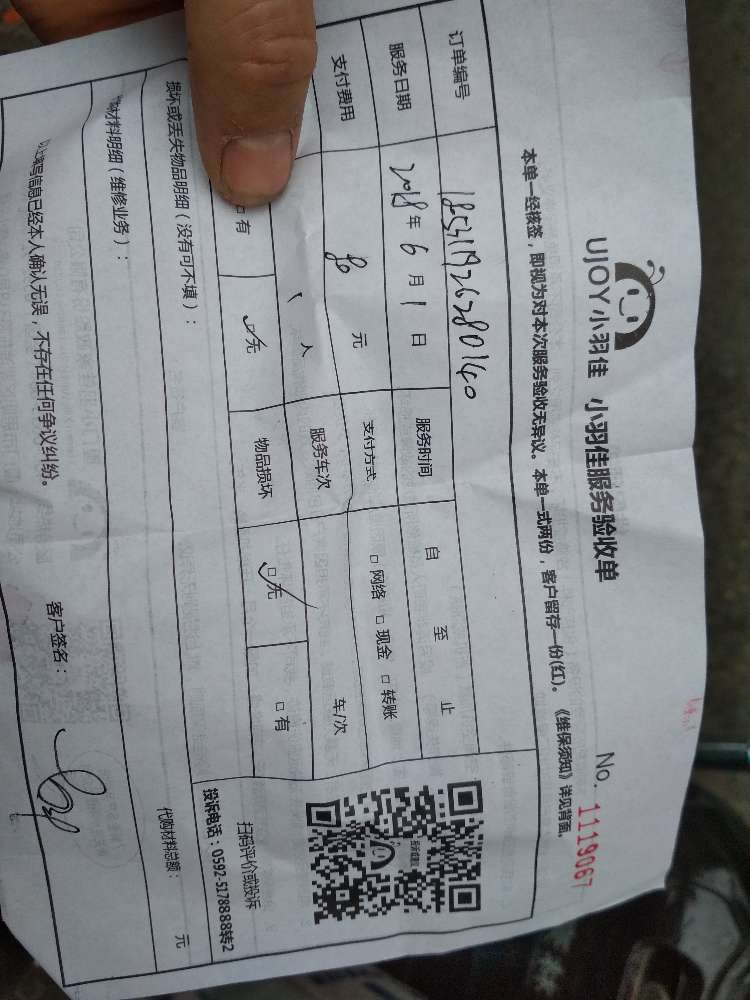 UJOY小羽佳 小羽佳服务验收单
No. 1119067
本单一经核签，即视为对本次服务验收无异议。本单一式两份，客户留存一份(红)。《维保须知》详见背面。
订单编号
服务日期 2018年 6 月 1 日 服务时间 自 至 止
支付费用 元 支付方式 □ 网络 □ 现金 □ 转账
人 服务车次 车/次
□ 有 无 物品损坏 □ 无 □ 有
损坏或丢失物品明细（没有可不填）：
材料明细（维修业务）：
代购材料总额： 元
扫码评价或投诉
投诉电话：0592-5178888转2
填写信息已经本人确认无误，不存在任何争议纠纷。
客户签名：